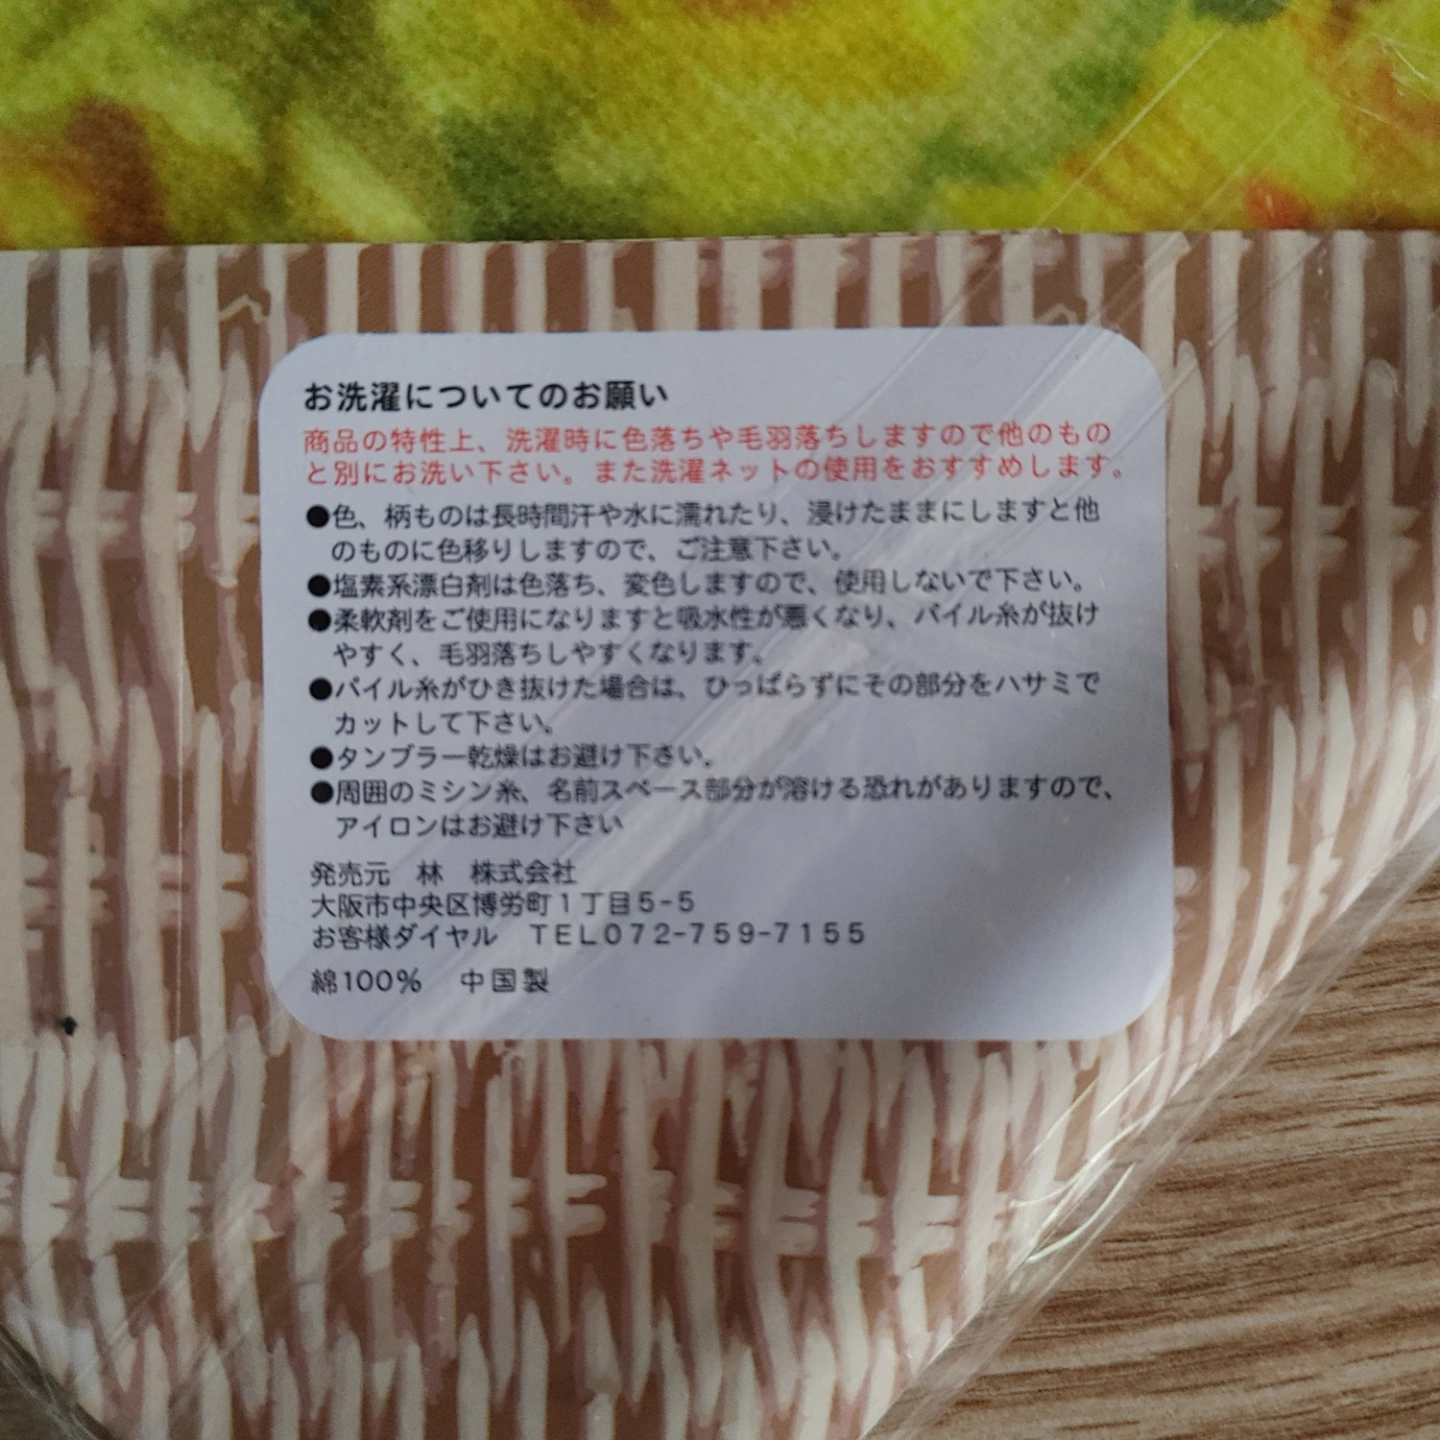 お洗濯についてのお願い
商品の特性上、洗濯時に色落ちや毛羽落ちしますので他のもの
と別にお洗い下さい。また洗濯ネットの使用をおすすめします。
●色、柄ものは長時間汗や水に濡れたり、浸けたままにしますと他
のものに色移りしますので、ご注意下さい。
●塩素系漂白剤は色落ち、変色しますので、使用しないで下さい。
●柔軟剤をご使用になりますと吸水性が悪くなり、パイル糸が抜け
やすく、毛羽落ちしやすくなります。
●パイル糸がひき抜けた場合は、ひっぱらずにその部分をハサミで
カットして下さい。
●タンブラー乾燥はお避け下さい。
●周囲のミシン糸、名前スペース部分が溶ける恐れがありますので、
アイロンはお避け下さい
発売元 林 株式会社
大阪市中央区博労町1丁目5-5
お客様ダイヤル TEL072-759-7155
綿100% 中国製